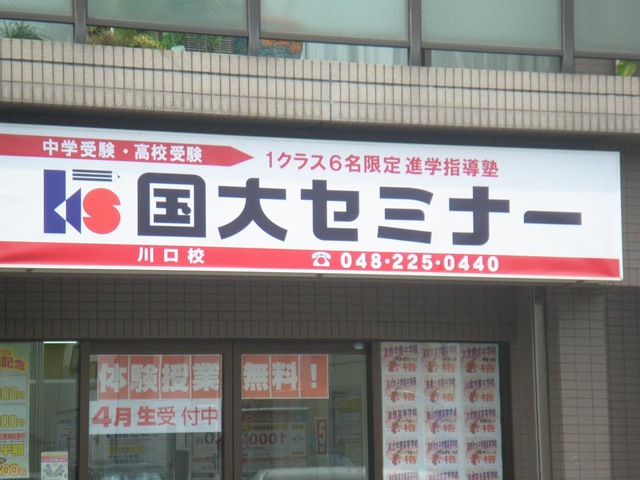 中学受験・高校受験
1クラス6名限定 進学指導塾
KS 国大セミナー
川口校
☎ 048・225・0440
体験授業 無料！
4月生受付中
合格